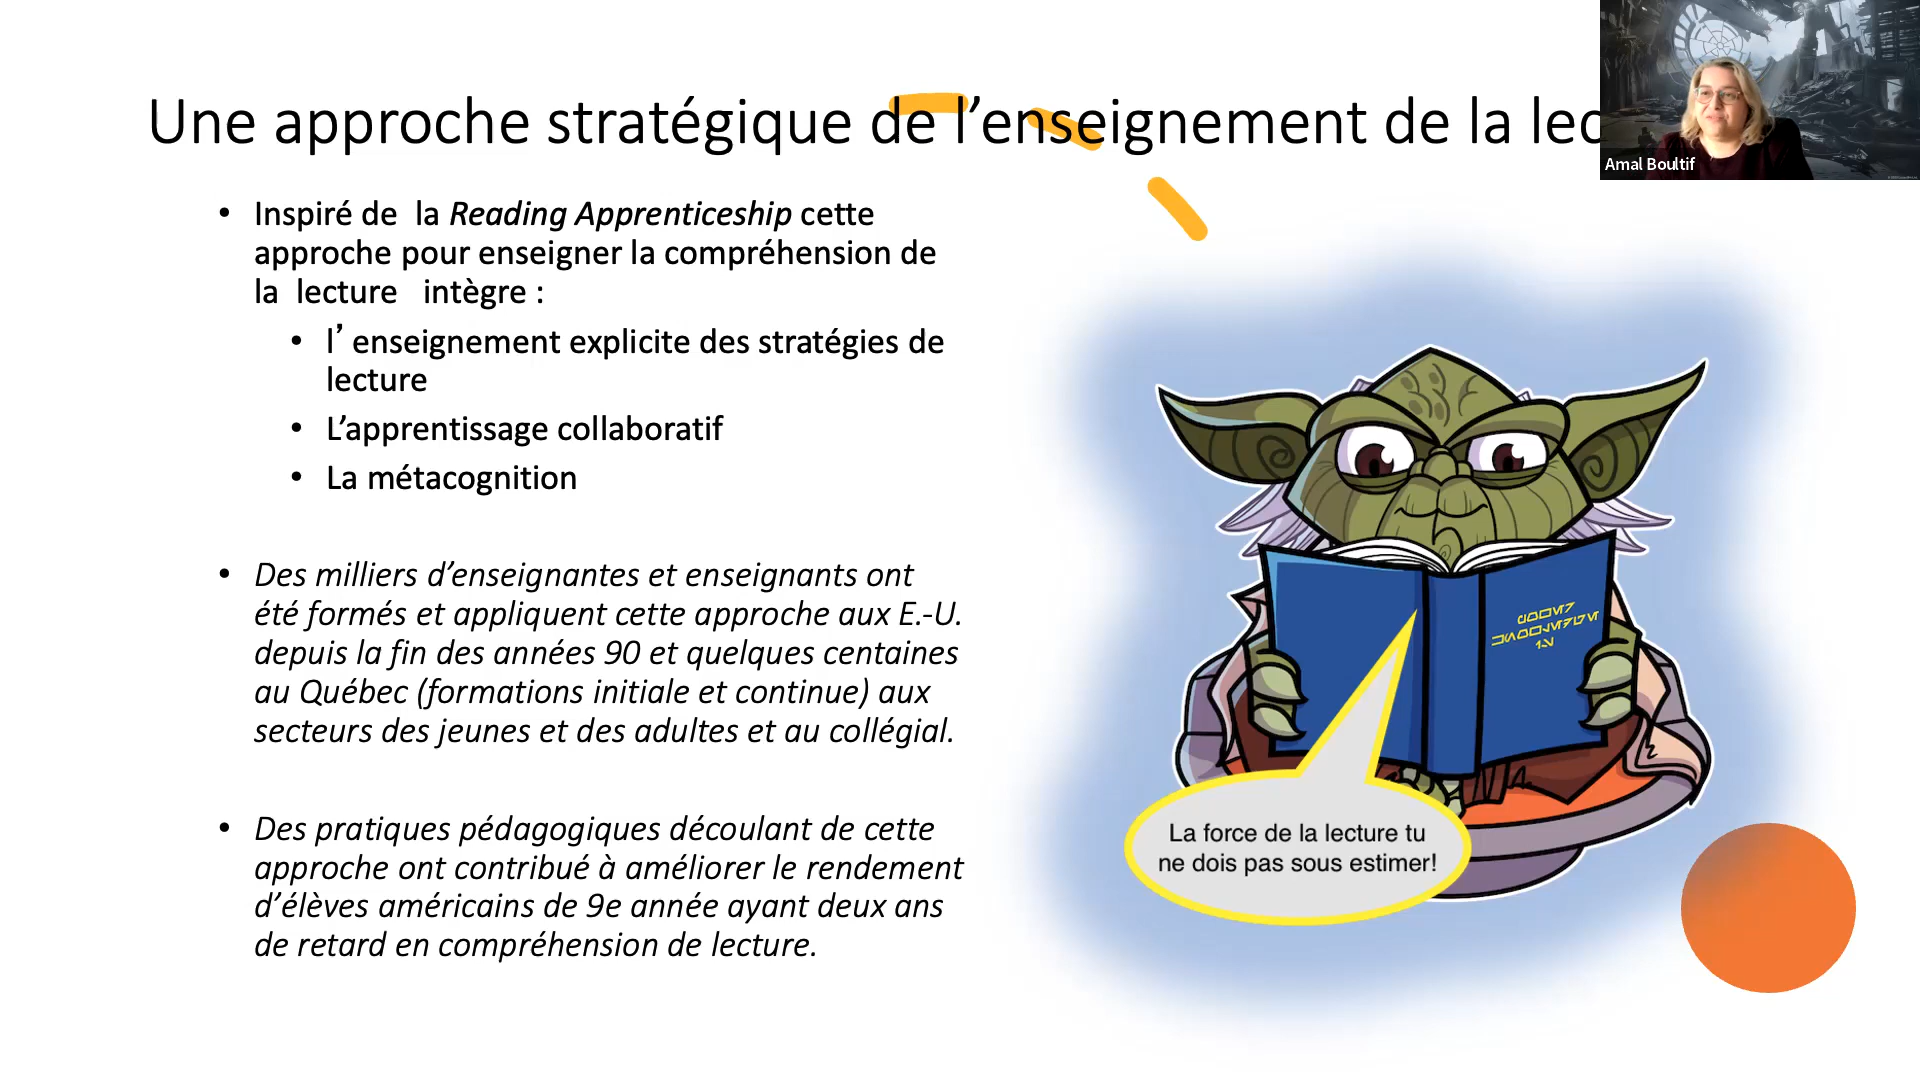 Une approche stratégique de l’enseignement de la lec
Amal Boultif
• Inspiré de la Reading Apprenticeship cette
approche pour enseigner la compréhension de
la lecture intègre :
• l’ enseignement explicite des stratégies de
lecture
• L’apprentissage collaboratif
• La métacognition
• Des milliers d’enseignantes et enseignants ont
été formés et appliquent cette approche aux E.-U.
depuis la fin des années 90 et quelques centaines
au Québec (formations initiale et continue) aux
secteurs des jeunes et des adultes et au collégial.
• Des pratiques pédagogiques découlant de cette
approche ont contribué à améliorer le rendement
d’élèves américains de 9e année ayant deux ans
de retard en compréhension de lecture.
La force de la lecture tu
ne dois pas sous estimer!